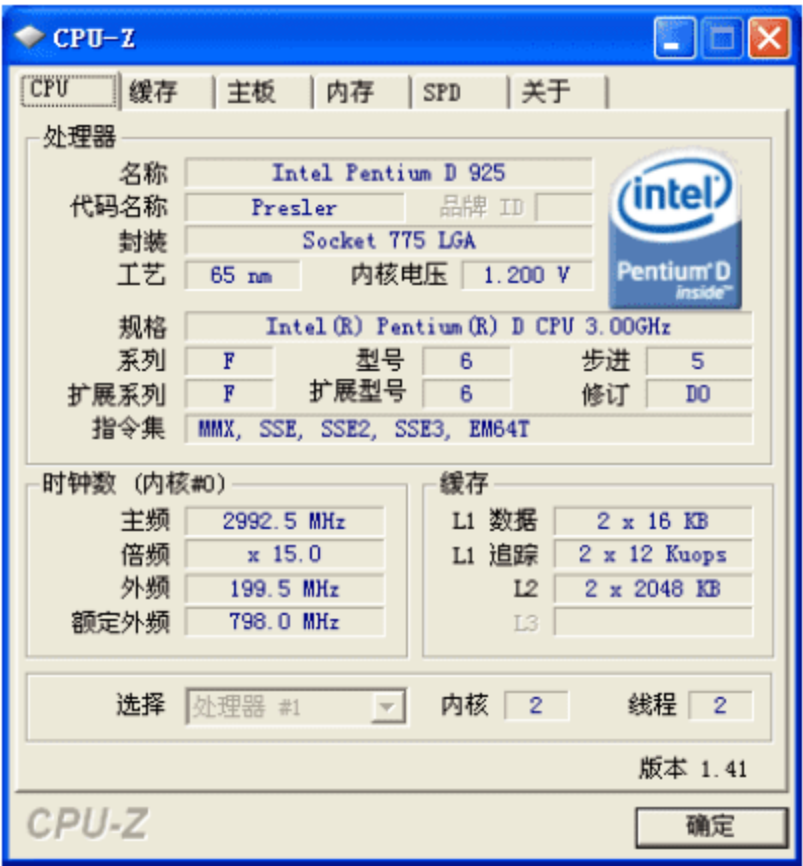 CPU-Z
CPU 缓存 主板 内存 SPD 关于
处理器
名称 Intel Pentium D 925
代码名称 Presler 品牌 ID
封装 Socket 775 LGA
工艺 65 nm 内核电压 1.200 V
intel
Pentium D
inside™
规格 Intel(R) Pentium(R) D CPU 3.00GHz
系列 F 型号 6 步进 5
扩展系列 F 扩展型号 6 修订 D0
指令集 MMX, SSE, SSE2, SSE3, EM64T
时钟数 (内核#0)
主频 2992.5 MHz
倍频 x 15.0
外频 199.5 MHz
额定外频 798.0 MHz
缓存
L1 数据 2 x 16 KB
L1 追踪 2 x 12 Kuops
L2 2 x 2048 KB
L3
选择 处理器 #1 内核 2 线程 2
版本 1.41
CPU-Z 确定